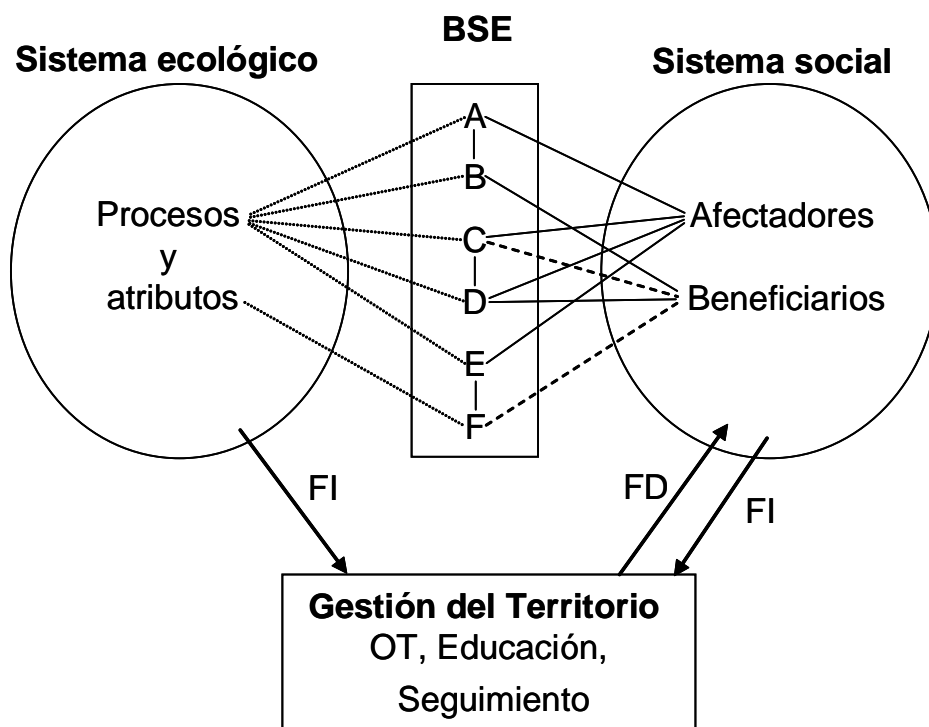 BSE
Sistema ecológico
Sistema social
A
B
C
D
E
F
Procesos
y
atributos
Afectadores
Beneficiarios
FI
FD
FI
Gestión del Territorio
OT, Educación,
Seguimiento